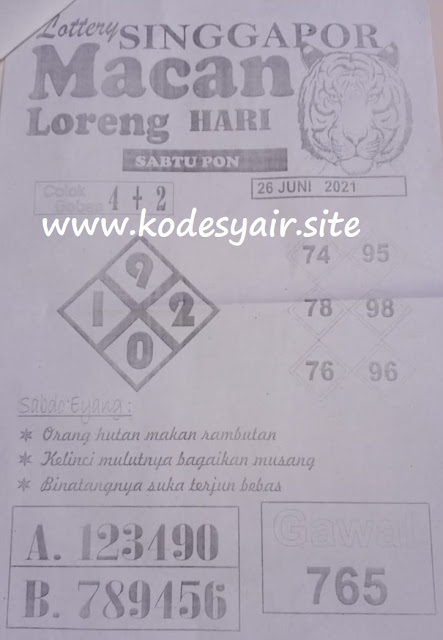 Lottery SINGGAPOR
Macan
Loreng HARI
SABTU PON
Colok
Bebas 4 + 2
26 JUNI 2021
www.kodesyair.site
9
1 2
0
74 95
78 98
76 96
Sabdo Eyang :
* Orang hutan makan rambutan
* Kelinci mulutnya bagaikan musang
* Binatangnya suka terjun bebas
A. 123490
B. 789456
Gawat
765